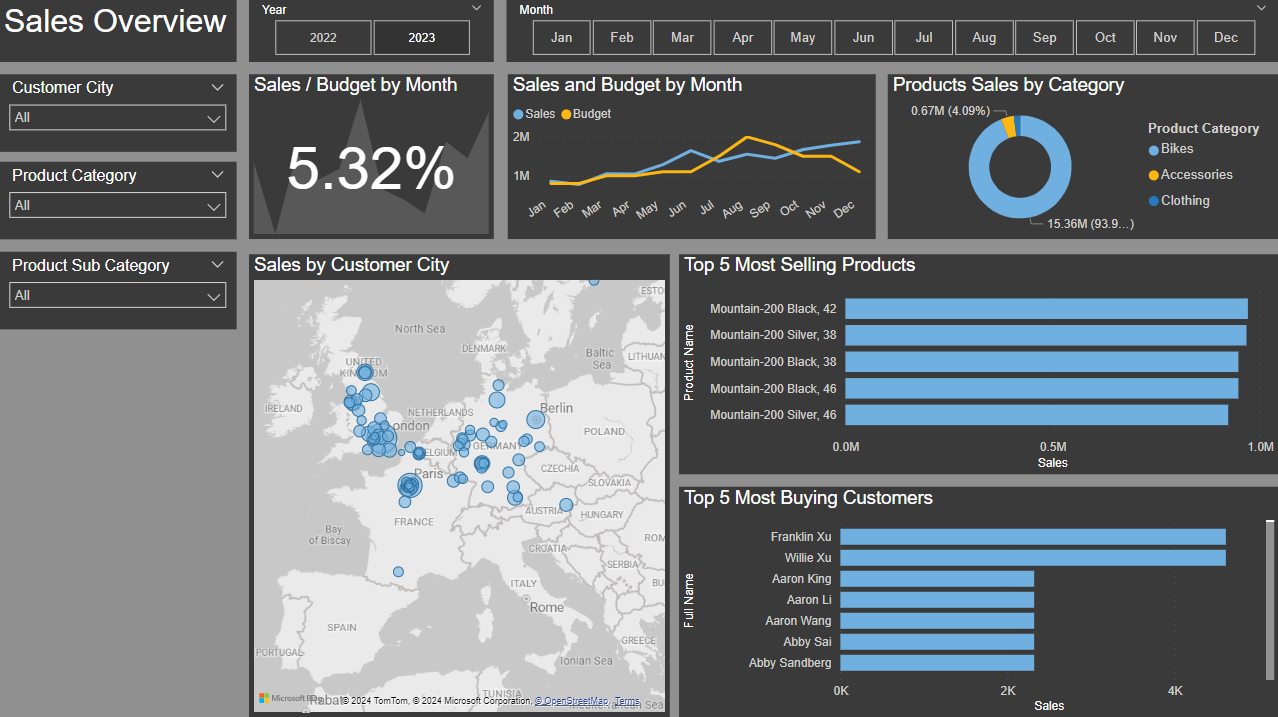 Sales Overview
Year
2022
2023
Month
Jan
Feb
Mar
Apr
May
Jun
Jul
Aug
Sep
Oct
Nov
Dec
Customer City
All
Product Category
All
Product Sub Category
All
Sales / Budget by Month
5.32%
Sales and Budget by Month
Sales
Budget
2M
1M
Jan
Feb
Mar
Apr
May
Jun
Jul
Aug
Sep
Oct
Nov
Dec
Products Sales by Category
0.67M (4.09%)
15.36M (93.9...)
Product Category
Bikes
Accessories
Clothing
Sales by Customer City
ESTO
North Sea
DENMARK
Baltic
Sea
LITHUAN
UNITED
KINGDOM
IRELAND
NETHERLANDS
Berlin
London
POLAND
BELGIUM
GERMANY
Paris
CZECHIA
SLOVAKIA
AUSTRIA
HUNGARY
FRANCE
Bay
of Biscay
ROM
CROATIA
SERBIA
BU
ITALY
Rome
SPAIN
PORTUGAL
GREECE
Ionian Sea
TUNISIA
Rabat
Mediterranean Sea
Microsoft Bing
© 2024 TomTom, © 2024 Microsoft Corporation, © OpenStreetMap Terms
Top 5 Most Selling Products
Product Name
Mountain-200 Black, 42
Mountain-200 Silver, 38
Mountain-200 Black, 38
Mountain-200 Black, 46
Mountain-200 Silver, 46
0.0M
0.5M
1.0M
Sales
Top 5 Most Buying Customers
Full Name
Franklin Xu
Willie Xu
Aaron King
Aaron Li
Aaron Wang
Abby Sai
Abby Sandberg
0K
2K
4K
Sales